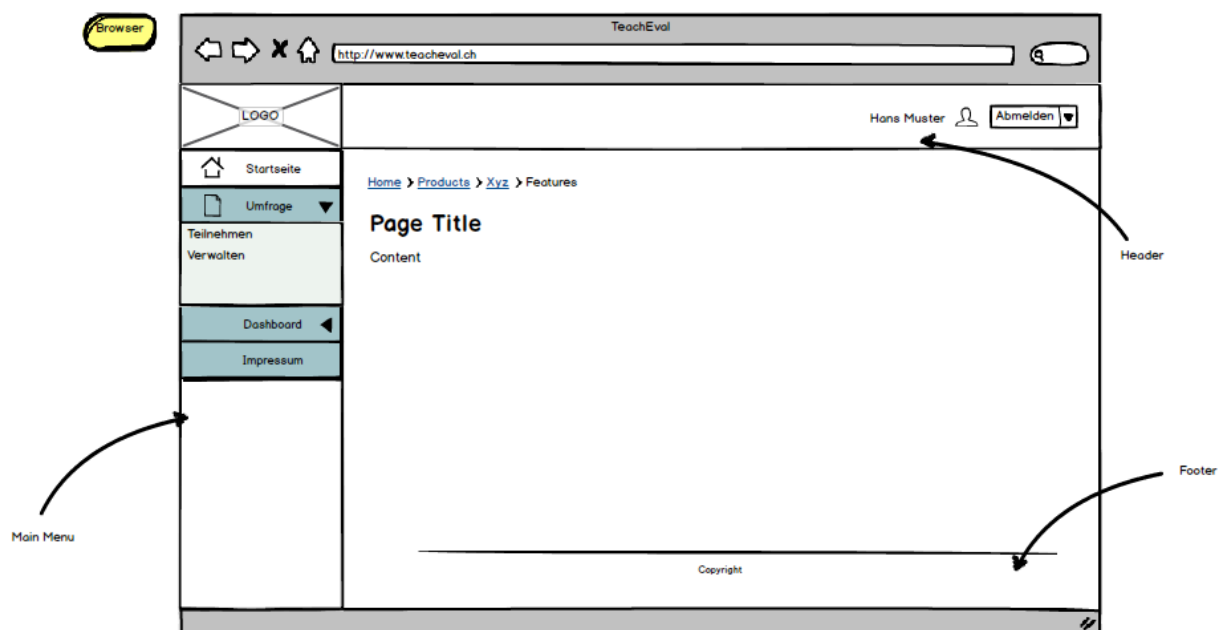 Browser
TeachEval
http://www.teacheval.ch
LOGO
Hans Muster
Abmelden
Startseite
Umfrage
Teilnehmen
Verwalten
Dashboard
Impressum
Home > Products > Xyz > Features
Page Title
Content
Header
Footer
Main Menu
Copyright